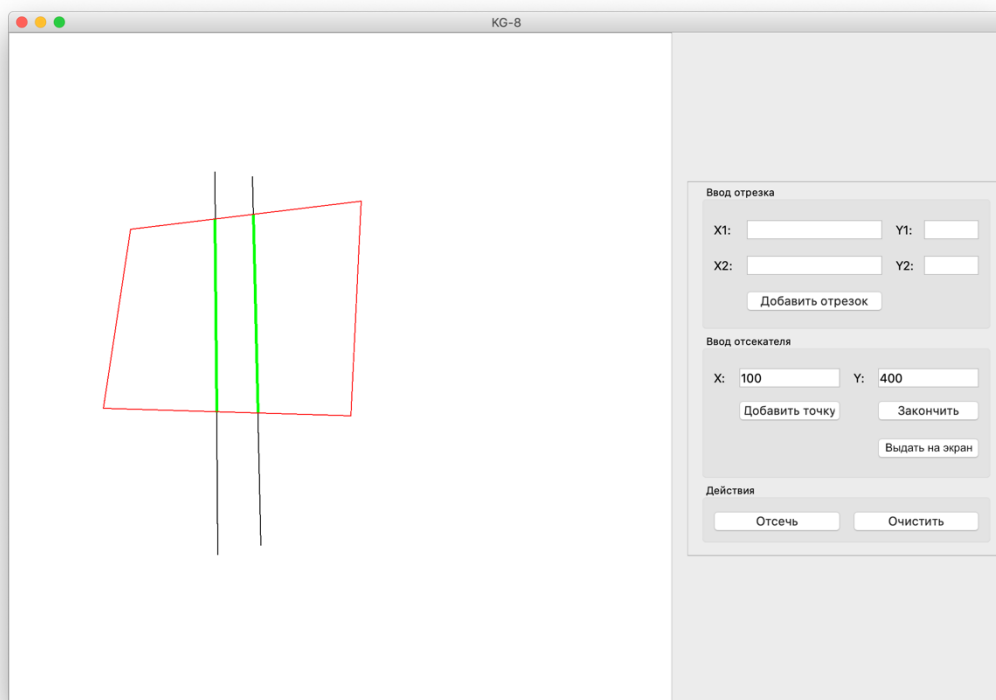 KG-8
Ввод отрезка
X1: Y1:
X2: Y2:
Добавить отрезок
Ввод отсекателя
X: 100 Y: 400
Добавить точку Закончить
Выдать на экран
Действия
Отсечь Очистить